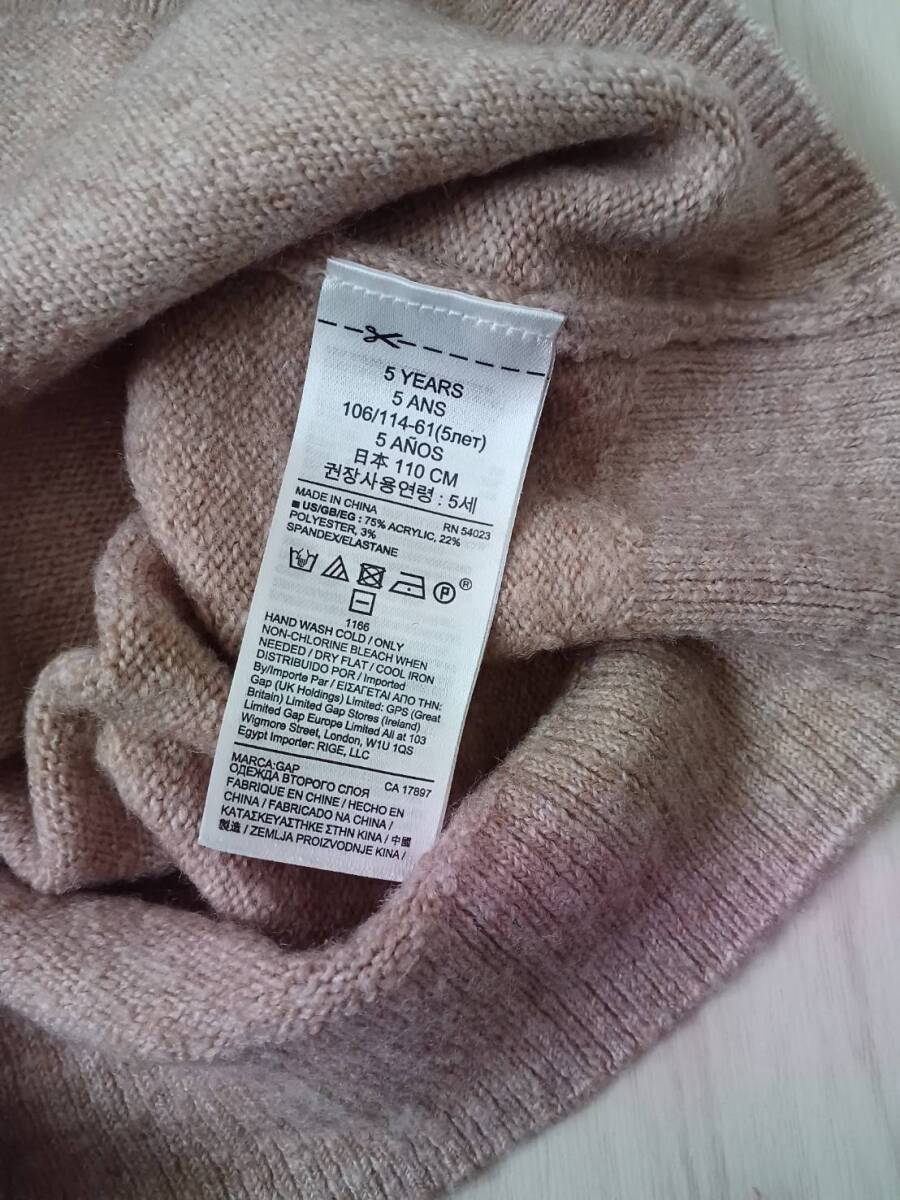 5 YEARS
5 ANS
106/114-61(5лет)
5 AÑOS
日本 110 CM
권장사용연령 : 5세
MADE IN CHINA RN 54023
■ US/GB/EG : 75% ACRYLIC, 22%
POLYESTER, 3%
SPANDEX/ELASTANE
P ®
1166
HAND WASH COLD / ONLY
NON-CHLORINE BLEACH WHEN
NEEDED / DRY FLAT / COOL IRON
DISTRIBUIDO POR / Imported
By/Importe Par / ΕΙΣΑΓΕΤΑΙ ΑΠΟ ΤΗΝ:
Gap (UK Holdings) Limited: GPS (Great
Britain) Limited Gap Stores (Ireland)
Limited Gap Europe Limited All at 103
Wigmore Street, London, W1U 1QS
Egypt Importer: RIGE, LLC
MARCA:GAP CA 17897
ОДЕЖДА ВТОРОГО СЛОЯ
FABRIQUE EN CHINE / HECHO EN
CHINA / FABRICADO NA CHINA /
ΚΑΤΑΣΚΕΥΑΣΤΗΚΕ ΣΤΗΝ ΚΙΝΑ / 中國
製造 / ZEMLJA PROIZVODNJE KINA /